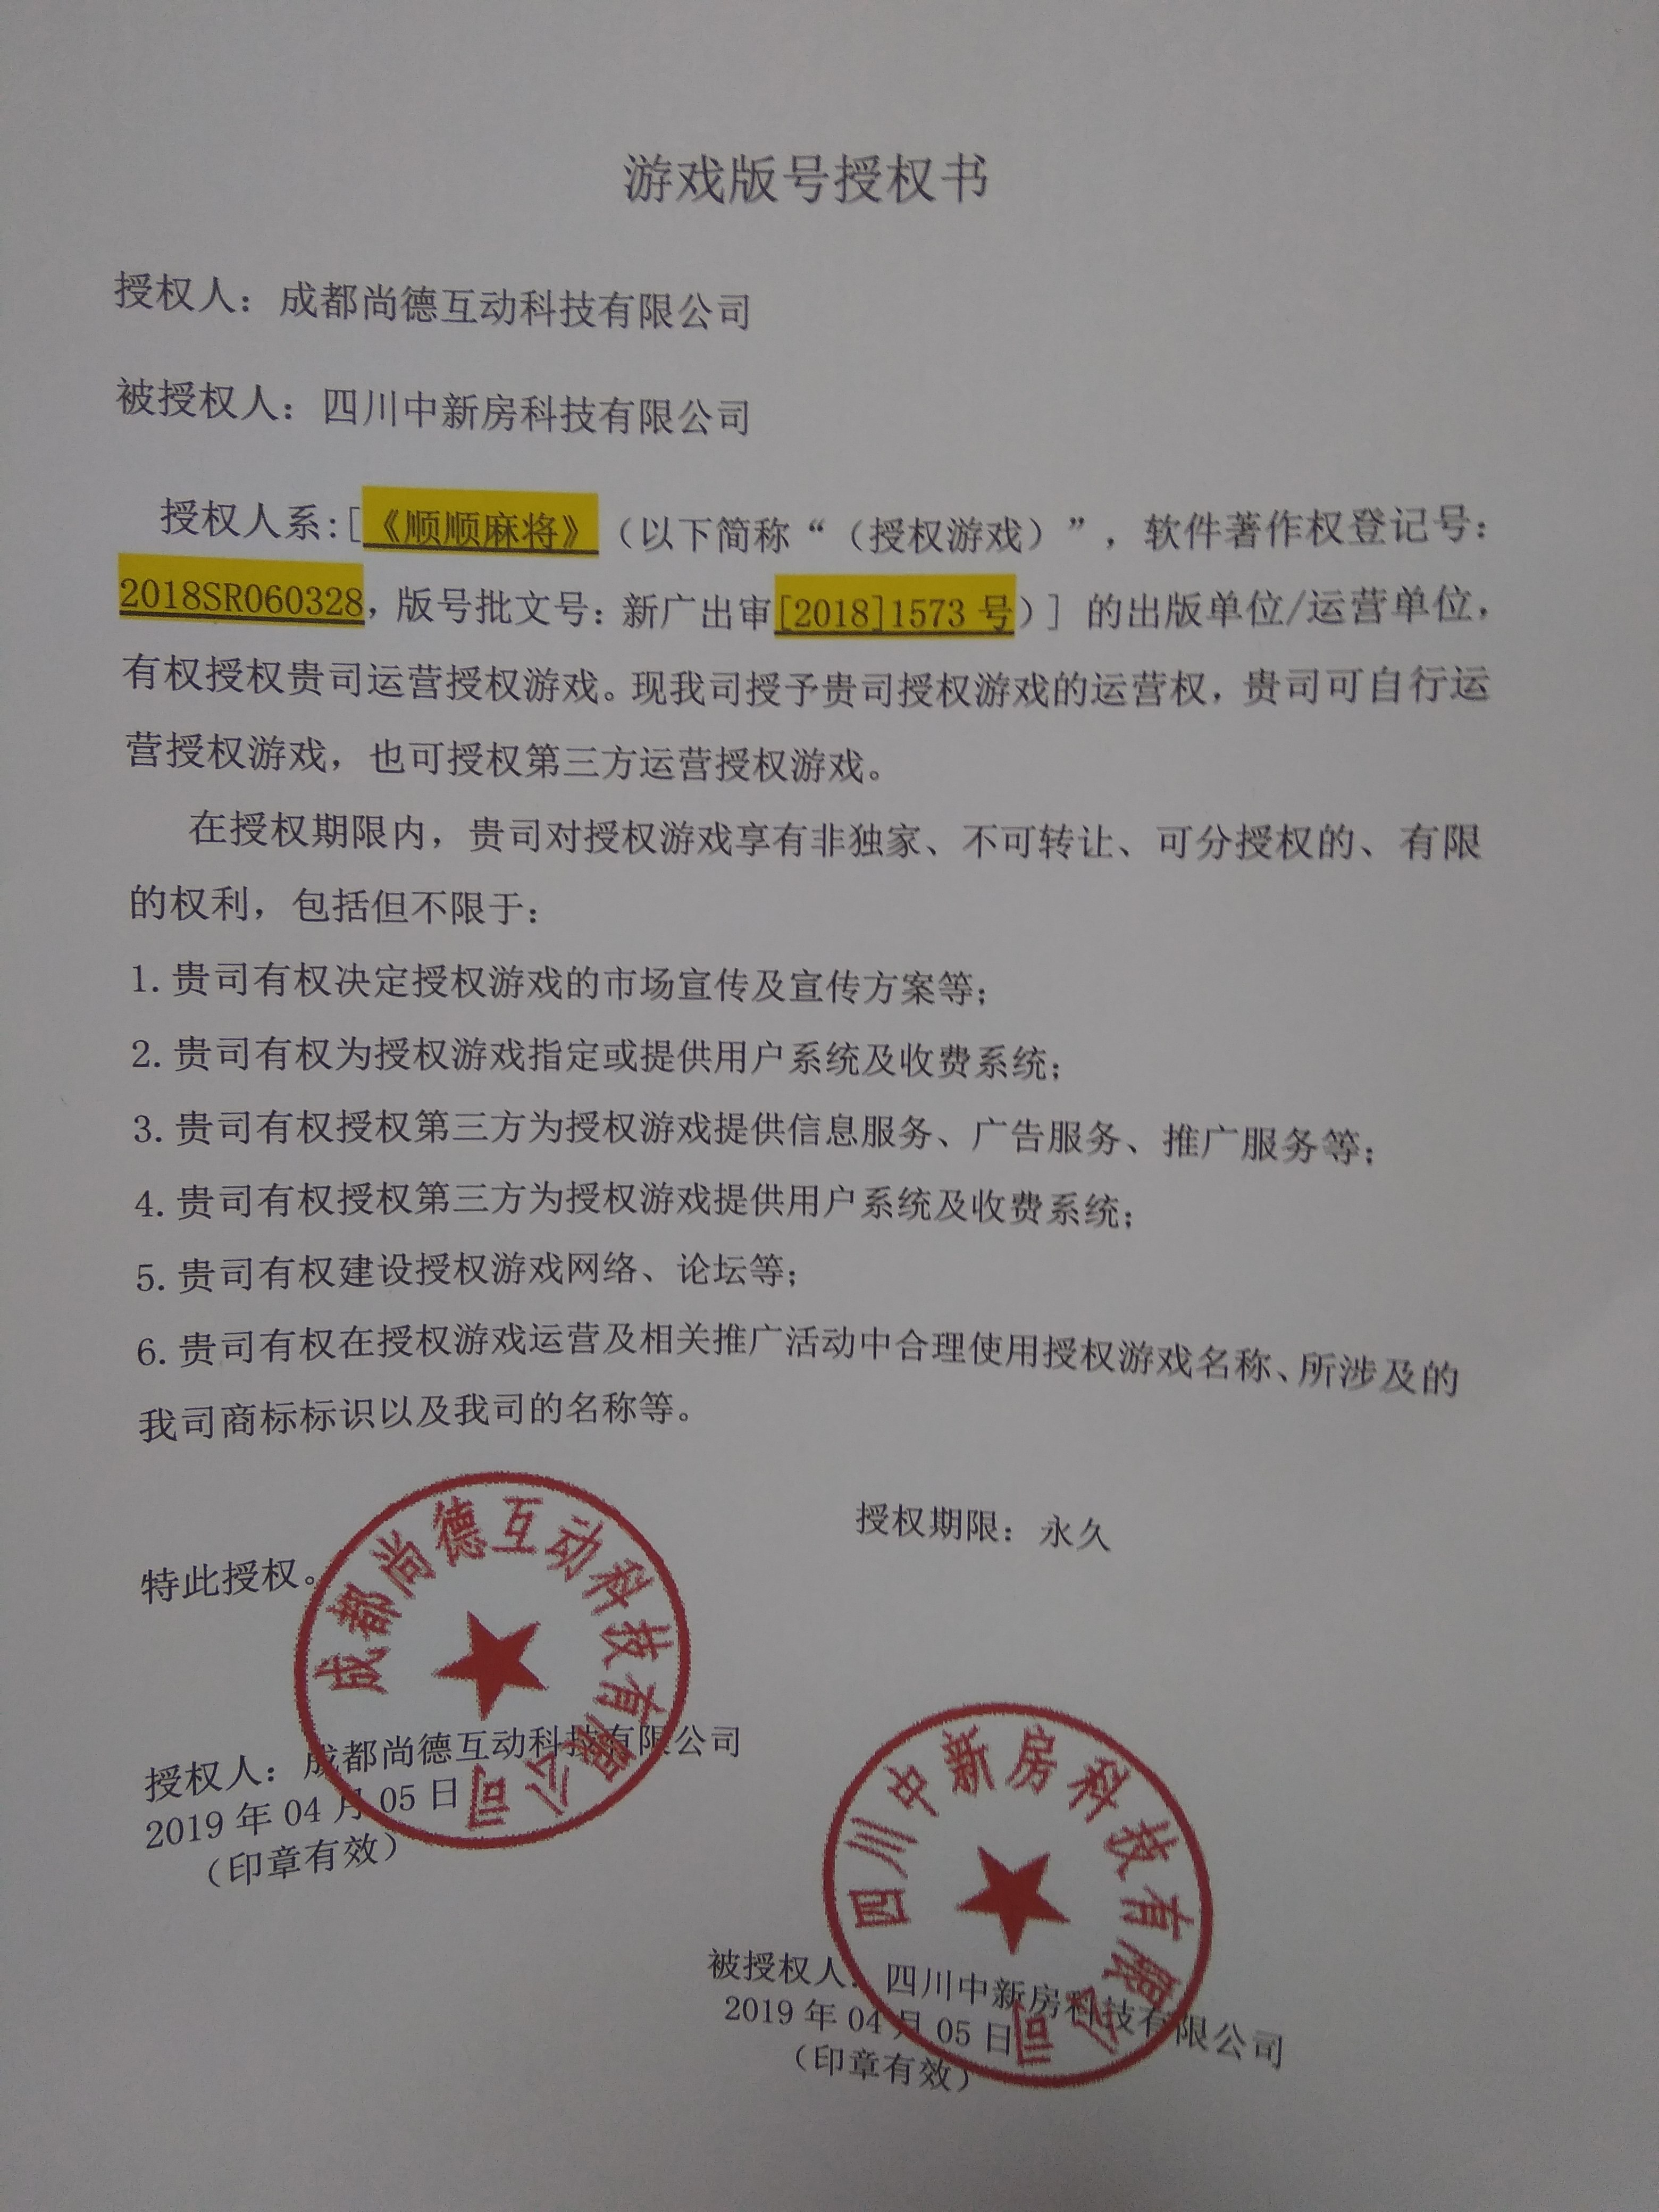 游戏版号授权书
授权人：成都尚德互动科技有限公司
被授权人：四川中新房科技有限公司
授权人系:[《顺顺麻将》（以下简称“（授权游戏）”，软件著作权登记号：
2018SR060328，版号批文号：新广出审[2018]1573 号）] 的出版单位/运营单位，
有权授权贵司运营授权游戏。现我司授予贵司授权游戏的运营权，贵司可自行运
营授权游戏，也可授权第三方运营授权游戏。
在授权期限内，贵司对授权游戏享有非独家、不可转让、可分授权的、有限
的权利，包括但不限于：
1. 贵司有权决定授权游戏的市场宣传及宣传方案等；
2. 贵司有权为授权游戏指定或提供用户系统及收费系统；
3. 贵司有权授权第三方为授权游戏提供信息服务、广告服务、推广服务等；
4. 贵司有权授权第三方为授权游戏提供用户系统及收费系统；
5. 贵司有权建设授权游戏网络、论坛等；
6. 贵司有权在授权游戏运营及相关推广活动中合理使用授权游戏名称、所涉及的
我司商标标识以及我司的名称等。
授权期限：永久
特此授权。
成都尚德互动科技有限公司
授权人：成都尚德互动科技有限公司
2019 年 04 月 05 日
（印章有效）
四川中新房科技有限公司
被授权人：四川中新房科技有限公司
2019 年 04 月 05 日
（印章有效）